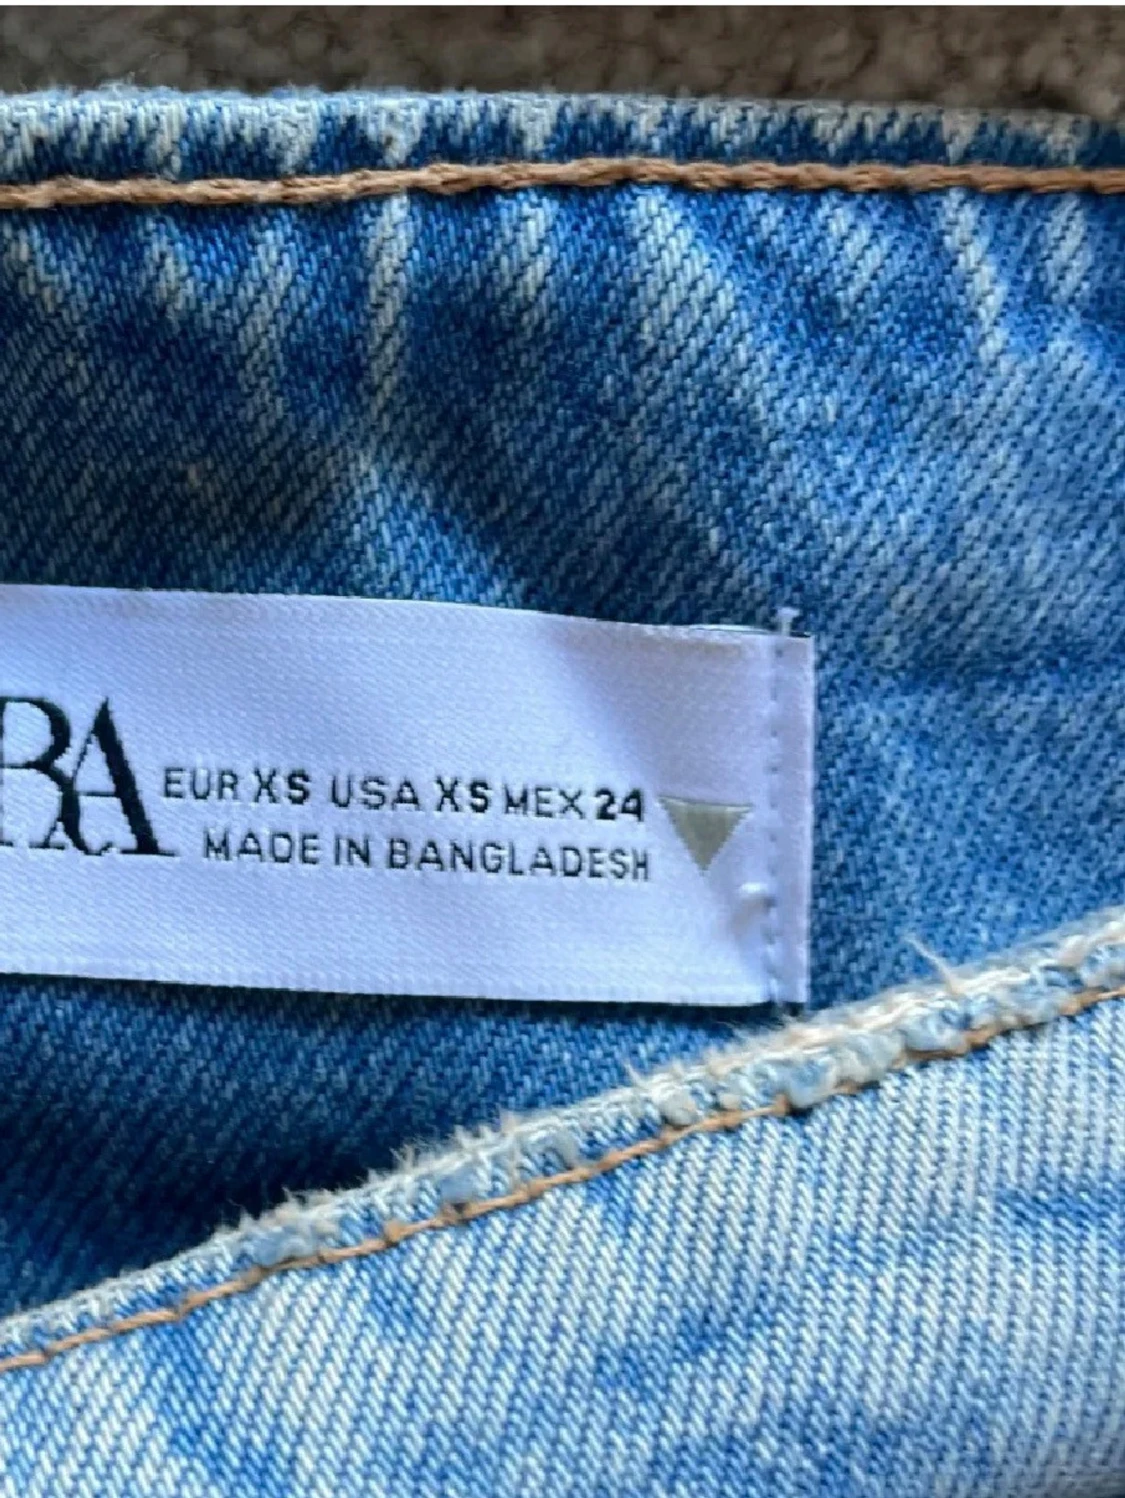 RA
EUR XS USA XS MEX 24
MADE IN BANGLADESH